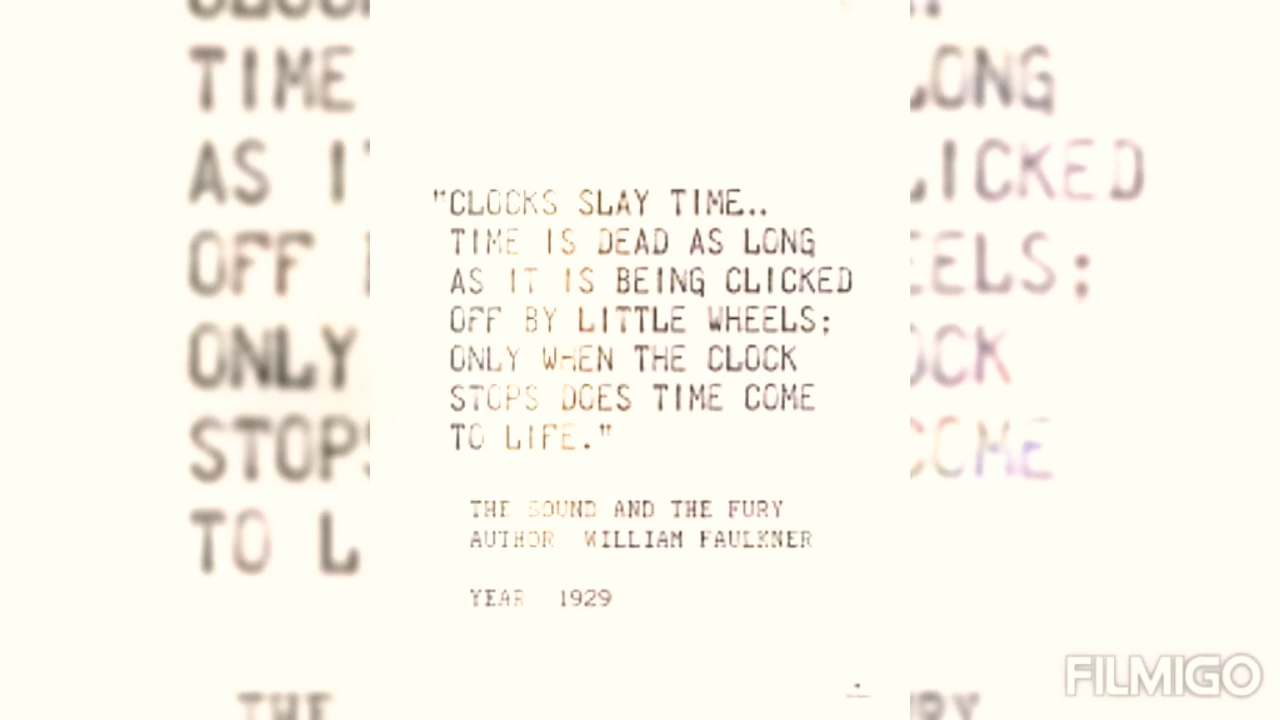 "CLOCKS SLAY TIME..
TIME IS DEAD AS LONG
AS IT IS BEING CLICKED
OFF BY LITTLE WHEELS;
ONLY WHEN THE CLOCK
STOPS DOES TIME COME
TO LIFE."
THE SOUND AND THE FURY
AUTHOR WILLIAM FAULKNER
YEAR 1929
FILMIGO